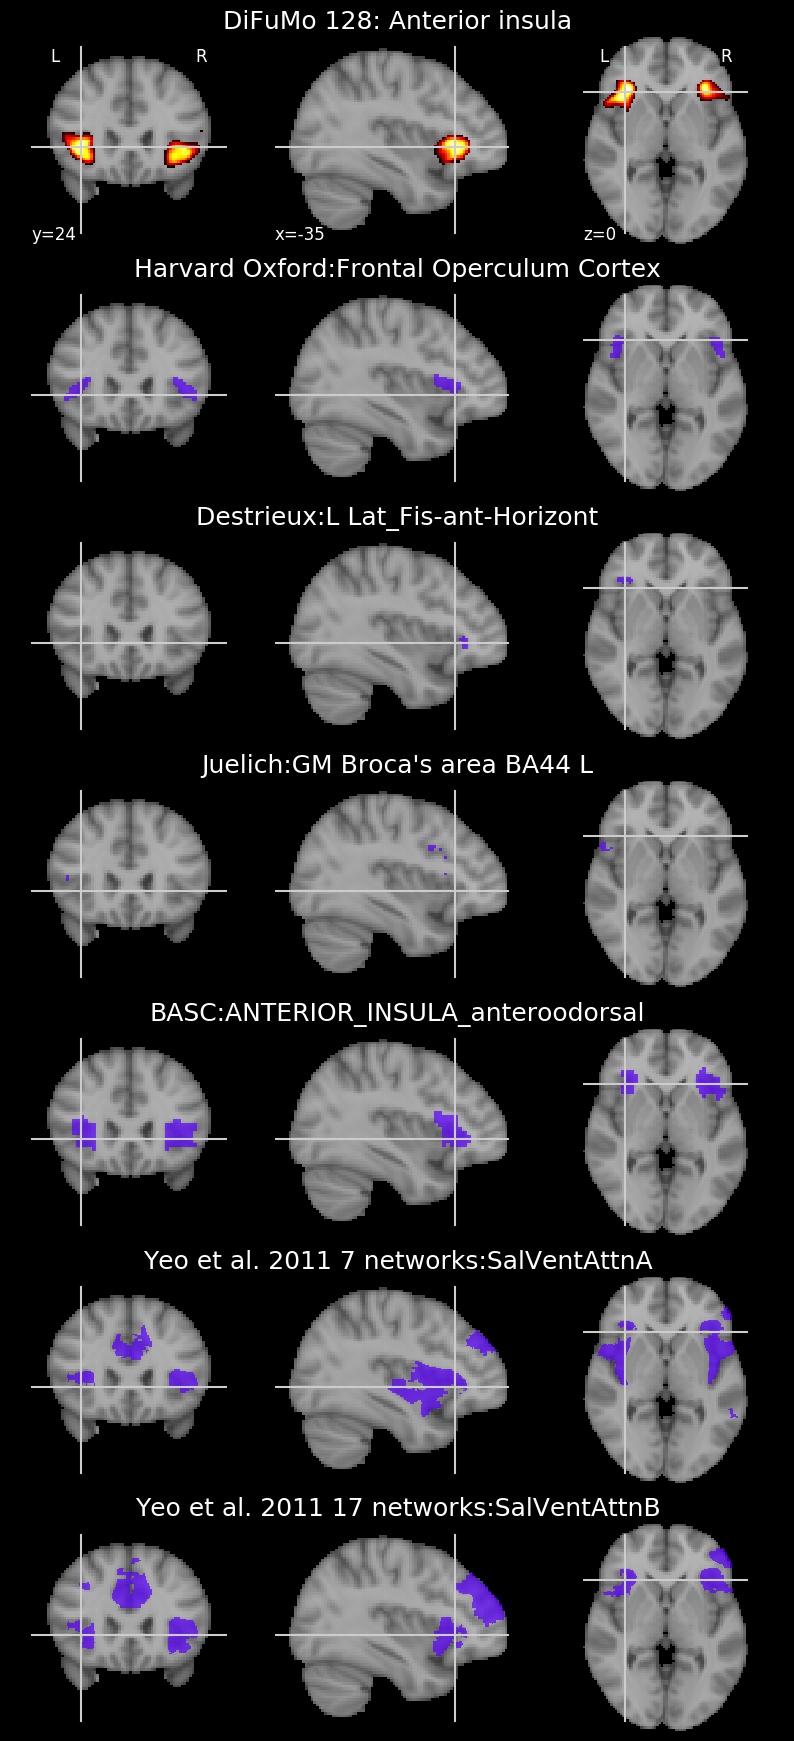 DiFuMo 128: Anterior insula
L R L R
y=24 x=-35 z=0
Harvard Oxford:Frontal Operculum Cortex
Destrieux:L Lat_Fis-ant-Horizont
Juelich:GM Broca's area BA44 L
BASC:ANTERIOR_INSULA_anteroodorsal
Yeo et al. 2011 7 networks:SalVentAttnA
Yeo et al. 2011 17 networks:SalVentAttnB